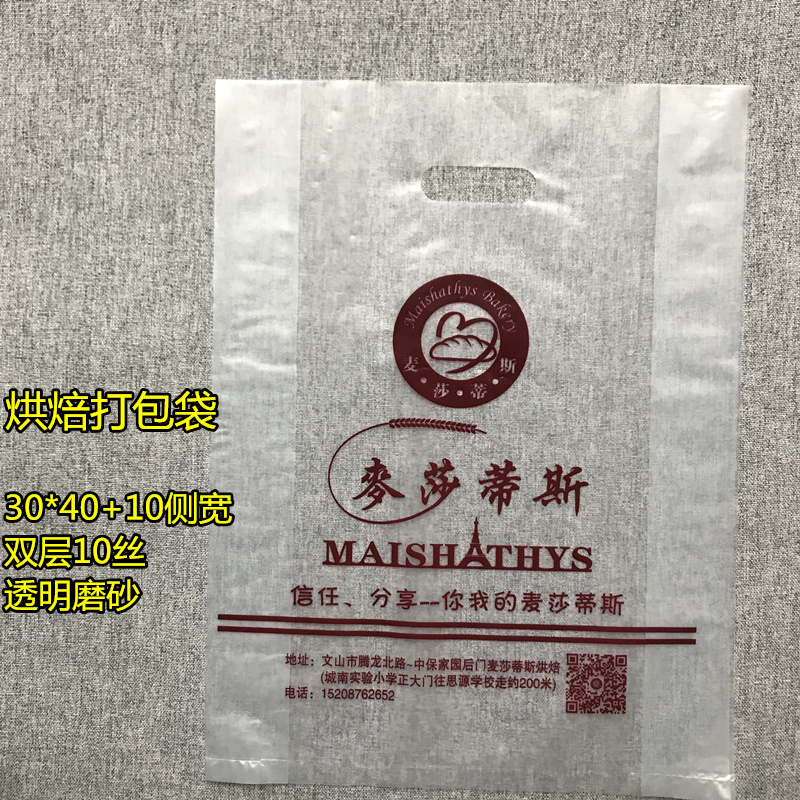 Maishathys Bakery
麦·莎·蒂·斯
麥莎蒂斯
MAISHATHYS
信任、分享--你我的麦莎蒂斯
地址：文山市腾龙北路~中保家园后门麦莎蒂斯烘焙
(城南实验小学正大门往思源学校走约200米)
电话：15208762652
烘焙打包袋
30*40+10侧宽
双层10丝
透明磨砂